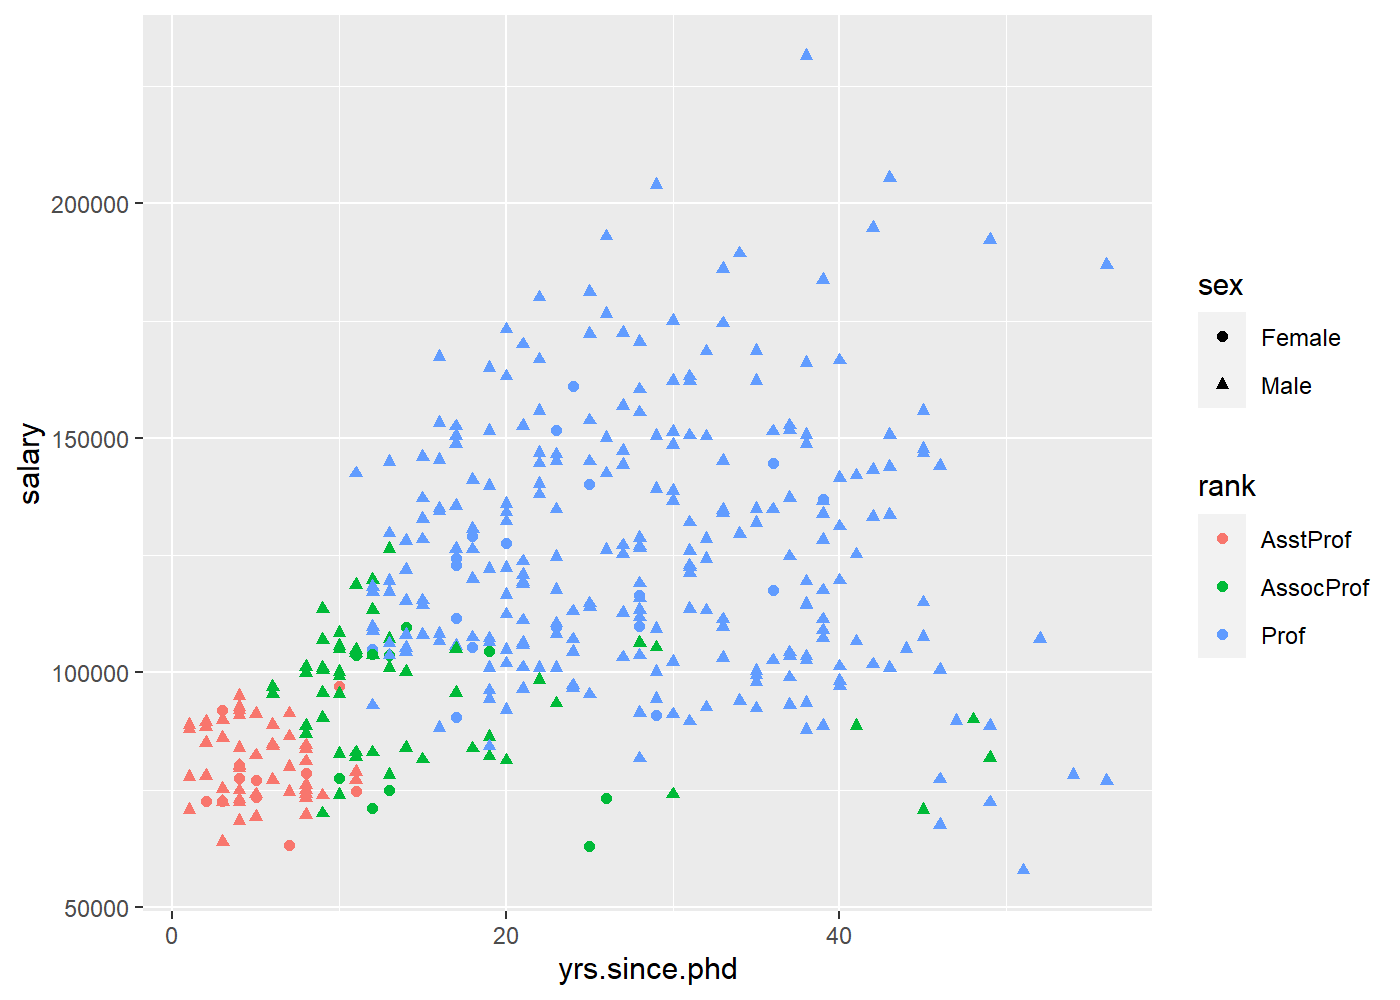 200000
150000
100000
50000
0
20
40
yrs.since.phd
salary
sex
Female
Male
rank
AsstProf
AssocProf
Prof